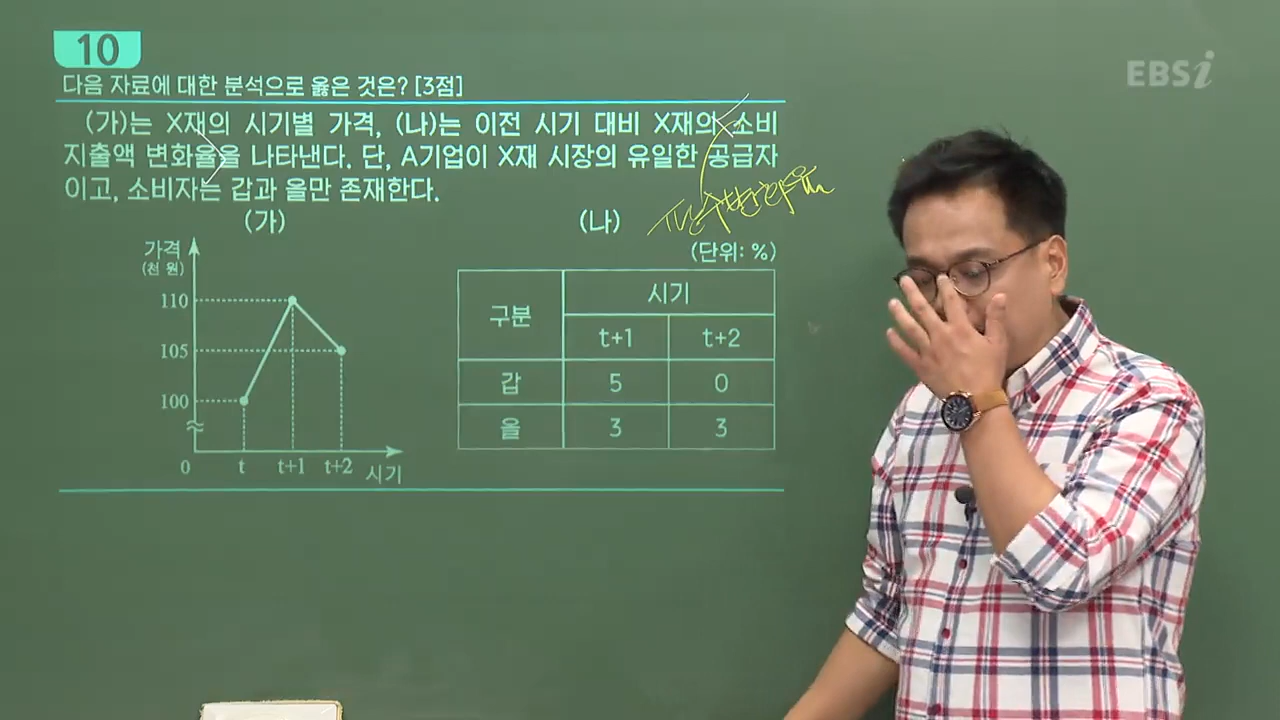 10
EBSi
다음 자료에 대한 분석으로 옳은 것은? [3점]
(가)는 X재의 시기별 가격, (나)는 이전 시기 대비 X재의 소비
지출액 변화율을 나타낸다. 단, A기업이 X재 시장의 유일한 공급자
이고, 소비자는 갑과 을만 존재한다.
(가)
(나)
가격
(천 원)
110
105
100
0
t
t+1
t+2
시기
(단위: %)
구분
시기
t+1
t+2
갑
5
0
을
3
3